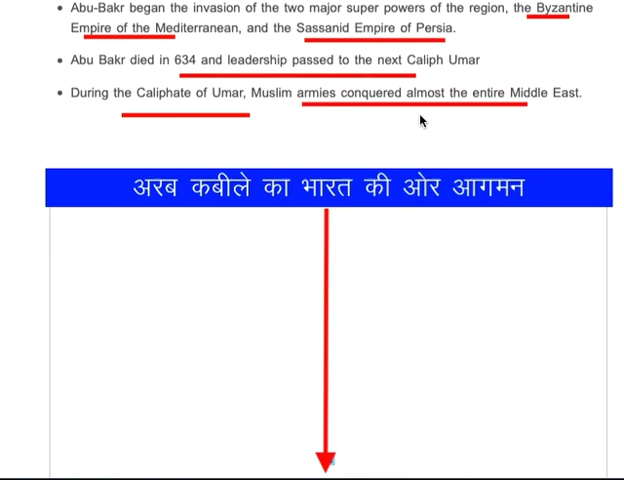 • Abu-Bakr began the invasion of the two major super powers of the region, the Byzantine
Empire of the Mediterranean, and the Sassanid Empire of Persia.
• Abu Bakr died in 634 and leadership passed to the next Caliph Umar
• During the Caliphate of Umar, Muslim armies conquered almost the entire Middle East.
अरब कबीले का भारत की ओर आगमन